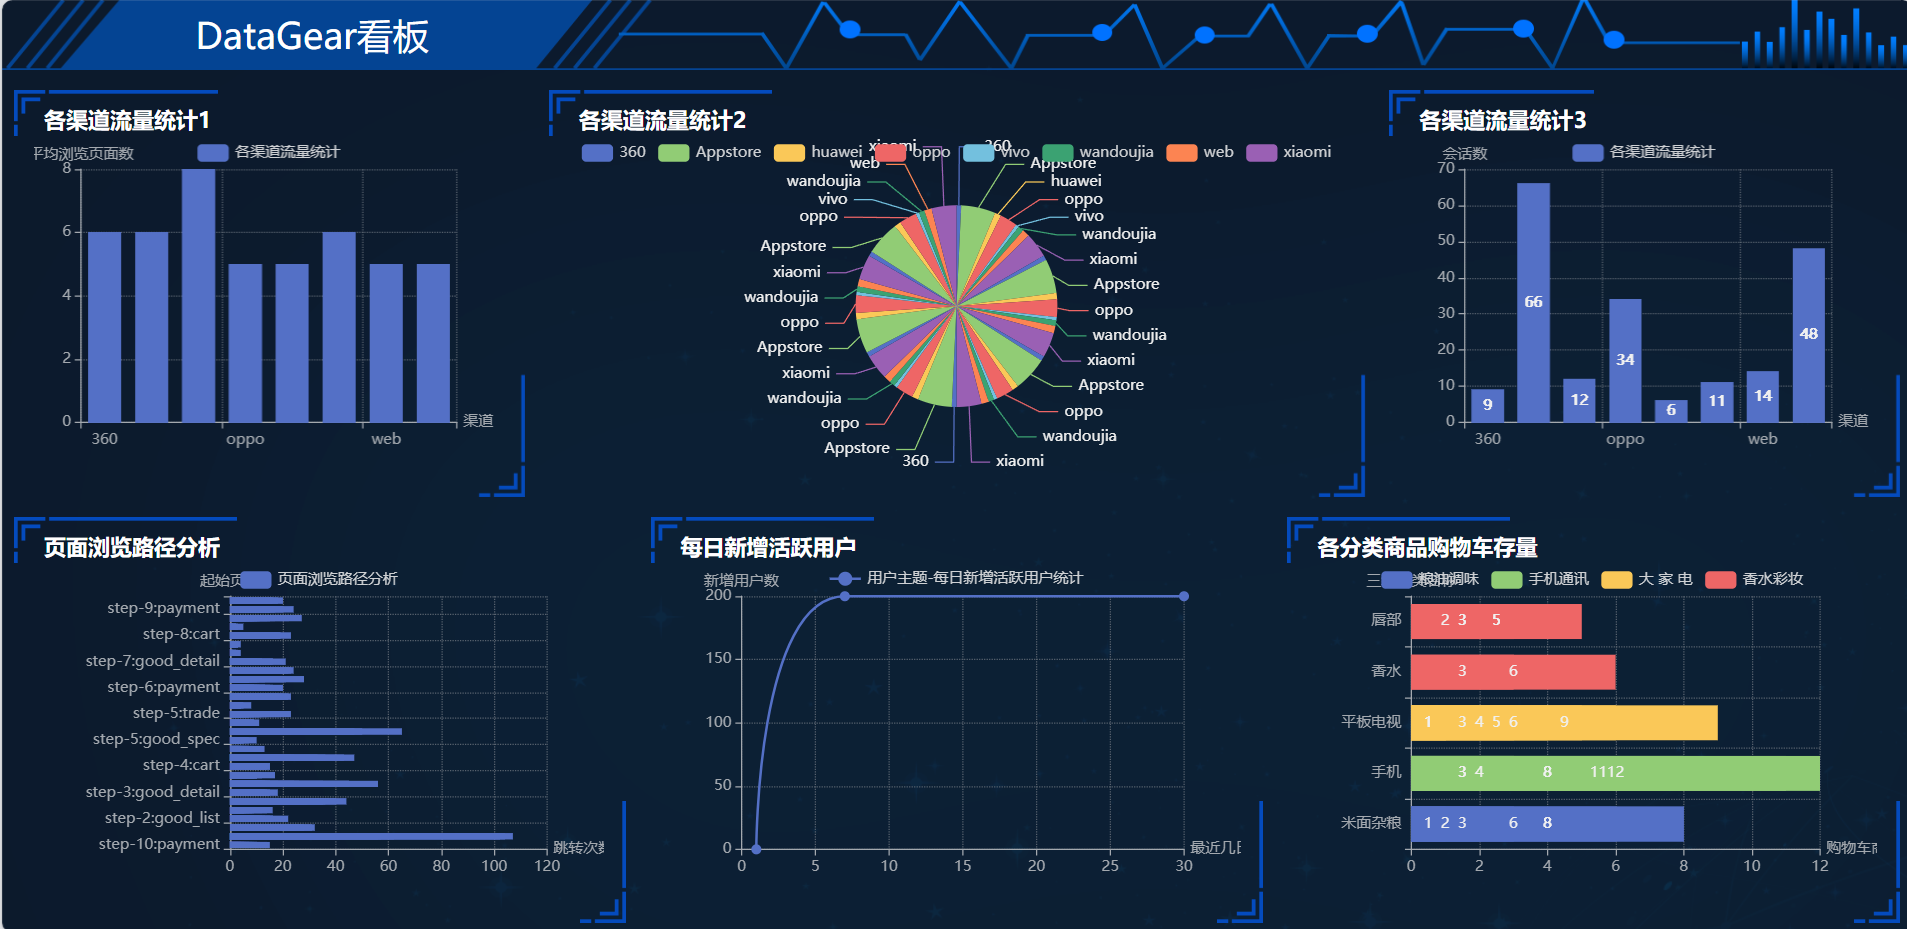 DataGear看板
各渠道流量统计1
平均浏览页面数
各渠道流量统计
8
6
4
2
0
360
oppo
web
渠道
各渠道流量统计2
360
Appstore
huawei
oppo
vivo
wandoujia
web
xiaomi
xiaomi
360
web
Appstore
wandoujia
huawei
vivo
oppo
oppo
vivo
wandoujia
Appstore
xiaomi
xiaomi
Appstore
wandoujia
oppo
oppo
wandoujia
Appstore
xiaomi
xiaomi
Appstore
wandoujia
oppo
oppo
wandoujia
Appstore
360
xiaomi
各渠道流量统计3
会话数
各渠道流量统计
70
60
50
40
30
20
10
0
9
66
12
34
6
11
14
48
360
oppo
web
渠道
页面浏览路径分析
起始页
页面浏览路径分析
step-9:payment
step-8:cart
step-7:good_detail
step-6:payment
step-5:trade
step-5:good_spec
step-4:cart
step-3:good_detail
step-2:good_list
step-10:payment
0 20 40 60 80 100 120
跳转次数
每日新增活跃用户
新增用户数
用户主题-每日新增活跃用户统计
200
150
100
50
0
0 5 10 15 20 25 30
最近几日
各分类商品购物车存量
粮油调味
手机通讯
大 家 电
香水彩妆
唇部
2 3 5
香水
3 6
平板电视
1 3 4 5 6 9
手机
3 4 8 1112
米面杂粮
1 2 3 6 8
0 2 4 6 8 10 12
购物车商